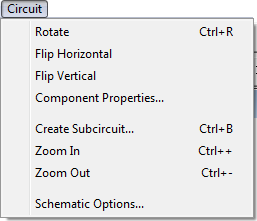 Circuit
Rotate Ctrl+R
Flip Horizontal
Flip Vertical
Component Properties...
Create Subcircuit... Ctrl+B
Zoom In Ctrl++
Zoom Out Ctrl+-
Schematic Options...